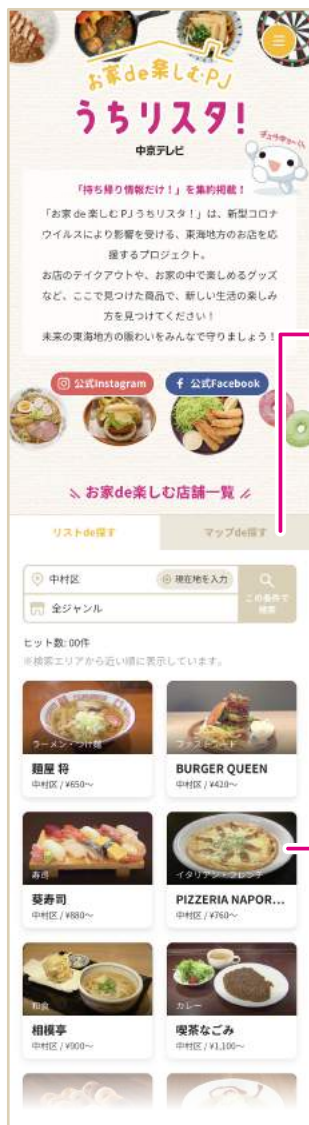 お家de楽しむPJ
うちリスタ!
中京テレビ
チュウキョ〜くん
「持ち帰り情報だけ!」を集約掲載!
「お家 de 楽しむ PJ うちリスタ!」は、新型コロナ
ウイルスにより影響を受ける、東海地方のお店を応
援するプロジェクト。
お店のテイクアウトや、お家の中で楽しめるグッズ
など、ここで見つけた商品で、新しい生活の楽しみ
方を見つけてください!
未来の東海地方の賑わいをみんなで守りましょう!
公式Instagram
公式Facebook
お家de楽しむ店舗一覧
リストde探す
マップde探す
中村区
現在地を入力
この条件で
検索
全ジャンル
ヒット数: 00件
※検索エリアから近い順に表示しています。
ラーメン・つけ麺
ファストフード
麺屋 将
BURGER QUEEN
中村区 / ¥650〜
中村区 / ¥420〜
寿司
イタリアン・フレンチ
葵寿司
PIZZERIA NAPOR...
中村区 / ¥880〜
中村区 / ¥760〜
和食
カレー
相模亭
喫茶なごみ
中村区 / ¥900〜
中村区 / ¥1,100〜